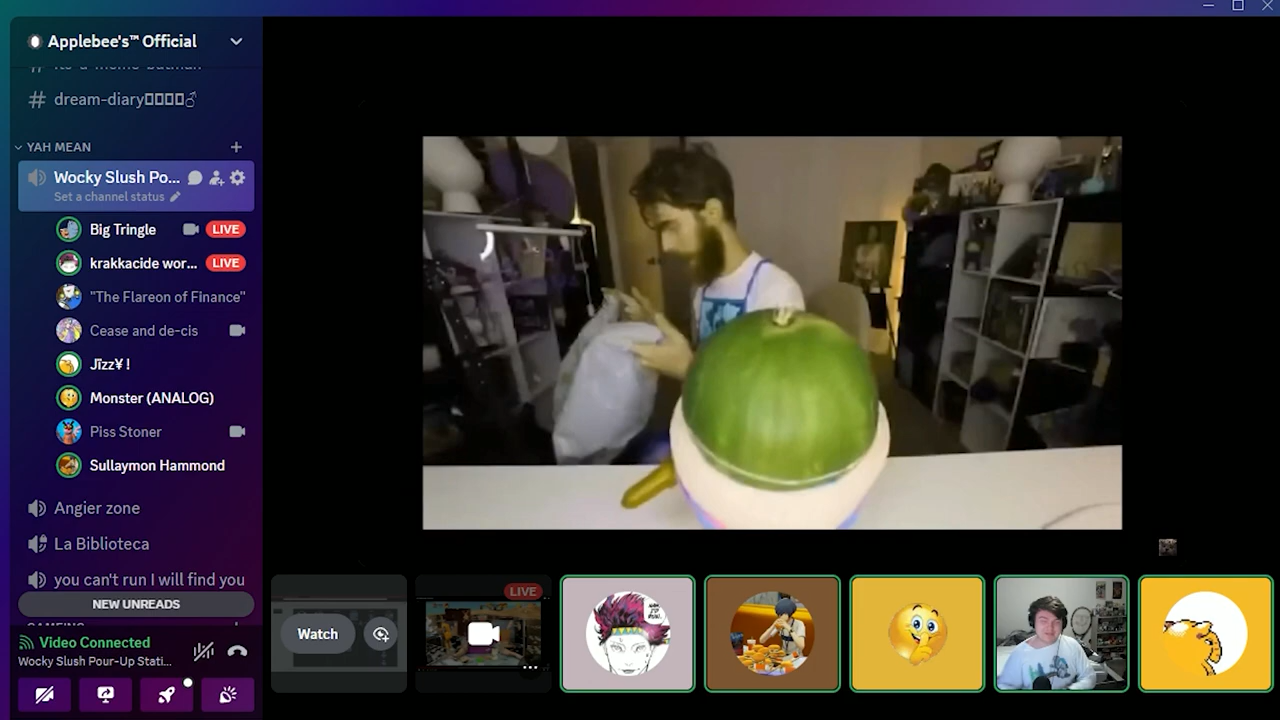 Applebee's™ Official
dream-diary
YAH MEAN
Wocky Slush Po...
Set a channel status
Big Tringle
LIVE
krakkacide wor...
LIVE
"The Flareon of Finance"
Cease and de-cis
Jïzz¥ !
Monster (ANALOG)
Piss Stoner
Sullaymon Hammond
Angier zone
La Biblioteca
you can't run I will find you
NEW UNREADS
Video Connected
Wocky Slush Pour-Up Stati...
Watch
LIVE